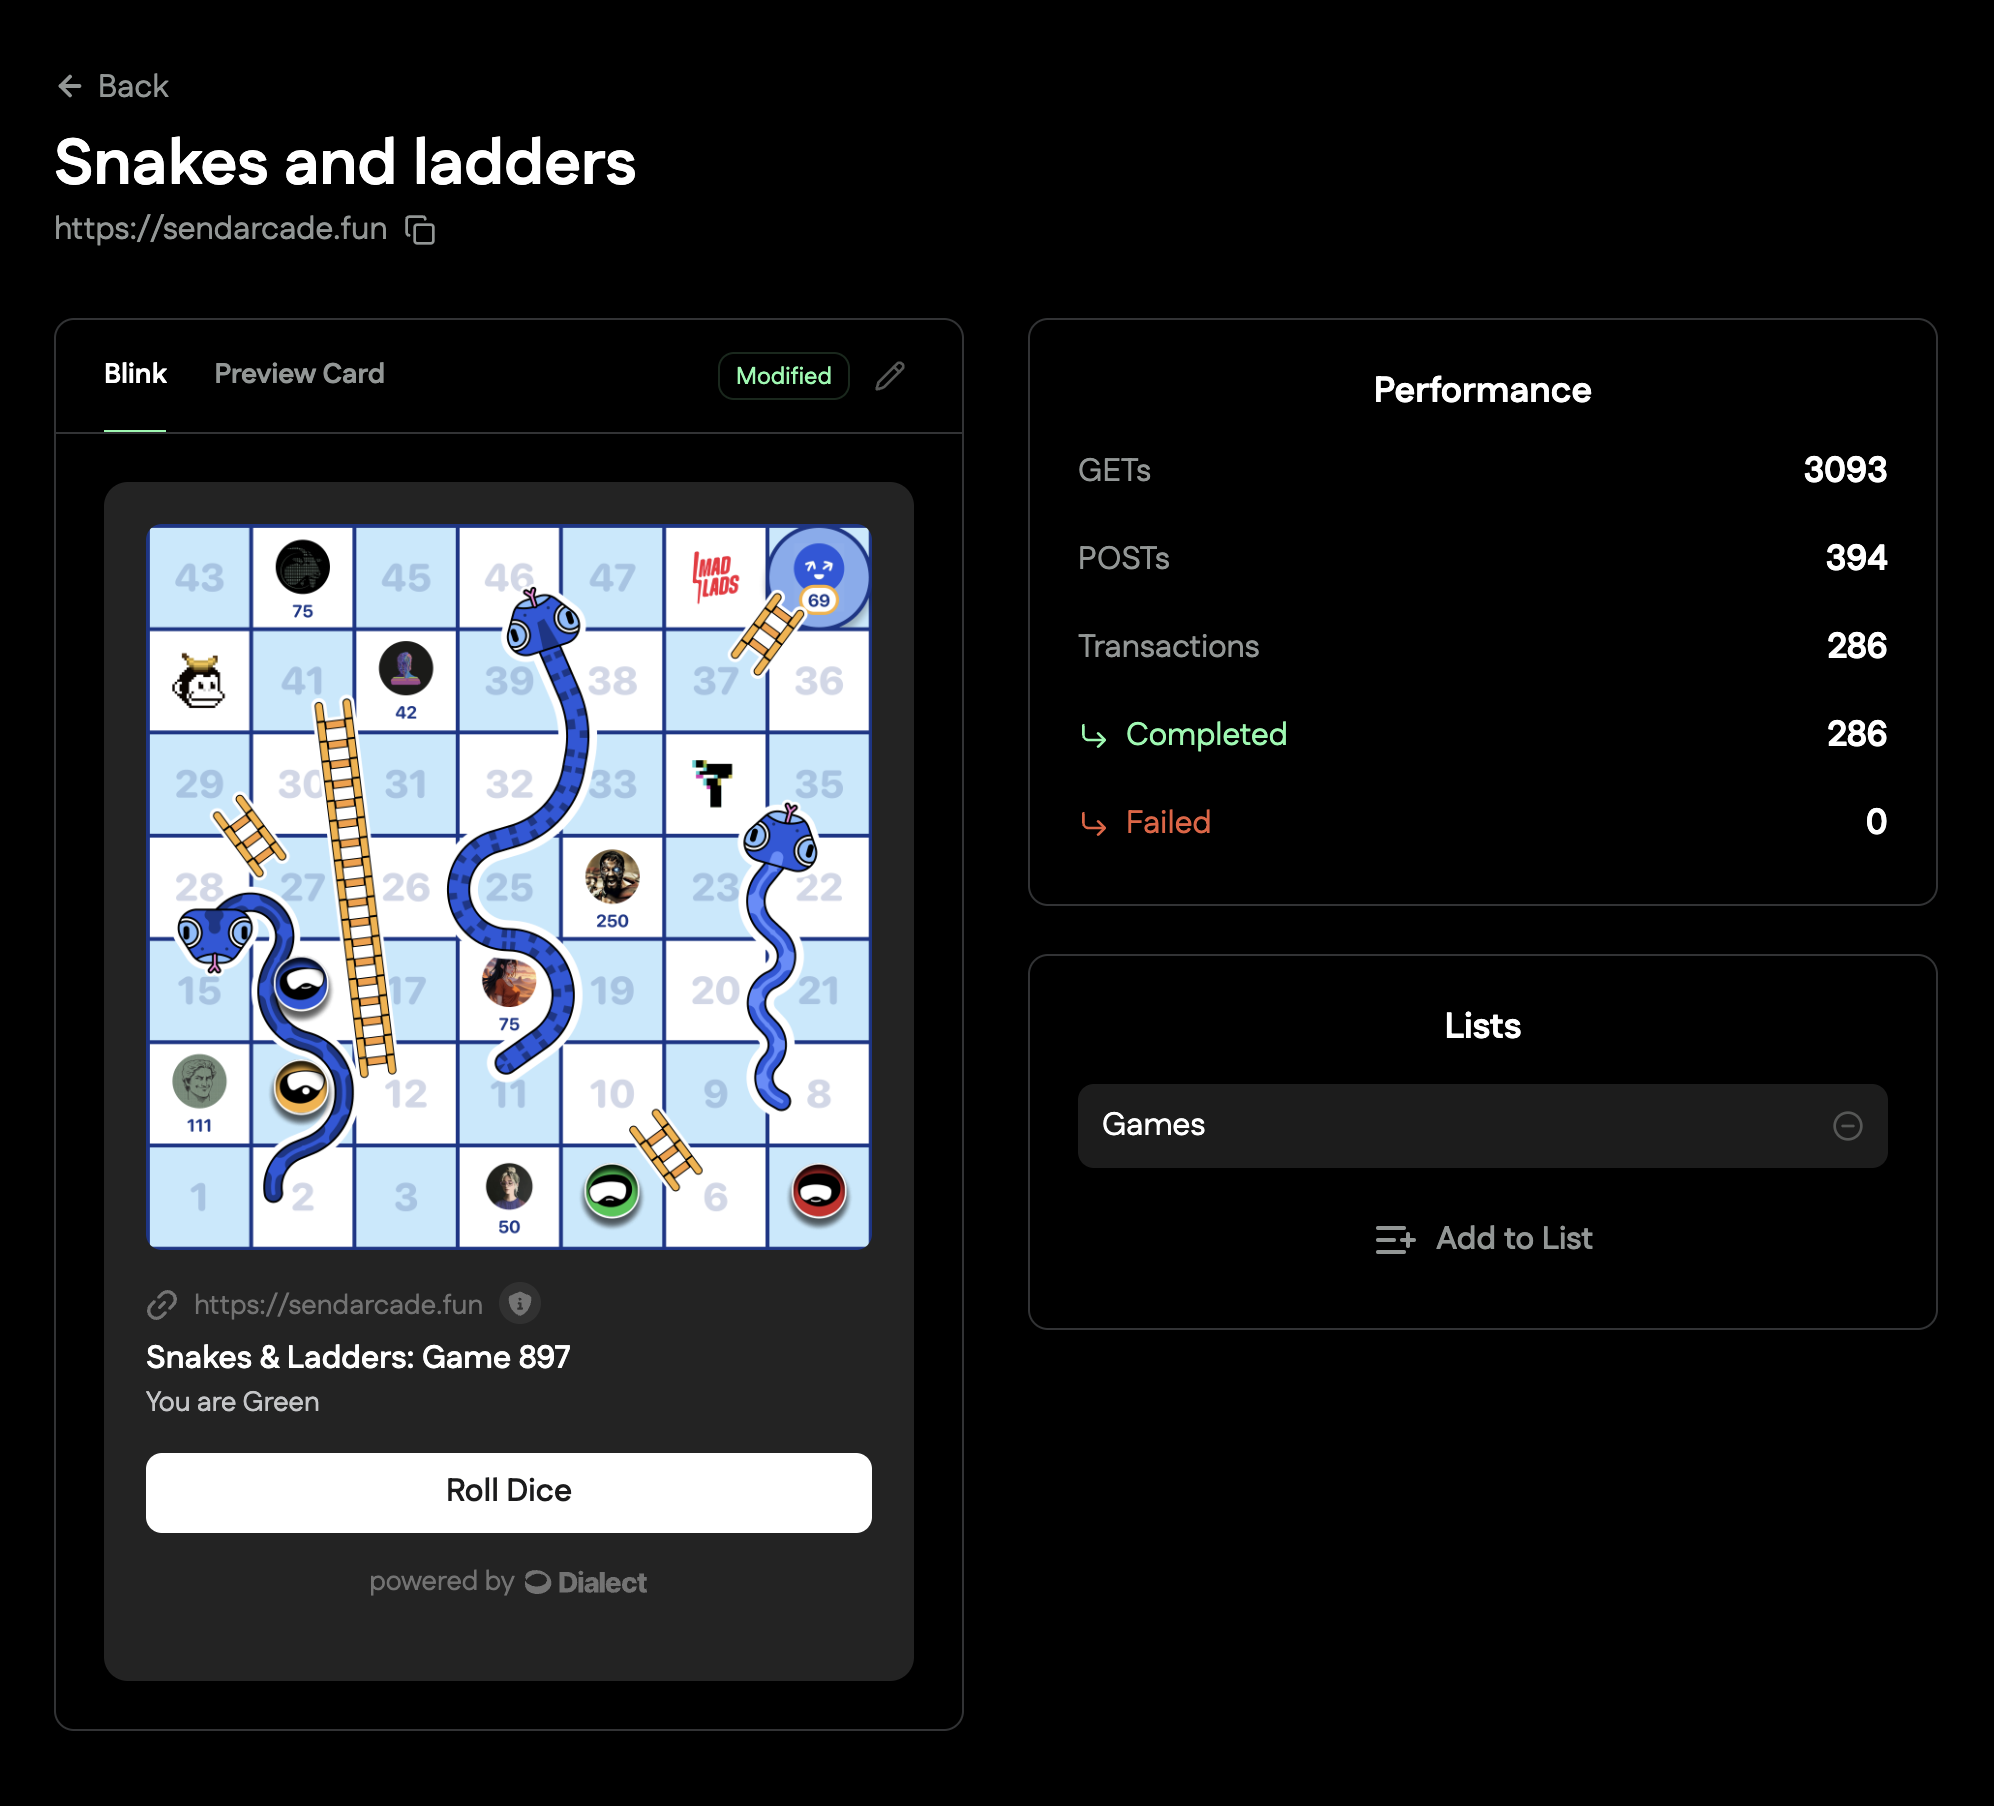 Back
Snakes and ladders
https://sendarcade.fun
Blink
Preview Card
Modified
43
75
45
46
47
MAD LADS
69
41
42
39
38
37
36
29
30
31
32
33
35
28
27
26
25
250
23
22
15
17
75
19
20
21
111
12
11
10
9
8
1
2
3
50
6
https://sendarcade.fun
Snakes & Ladders: Game 897
You are Green
Roll Dice
powered by Dialect
Performance
GETs 3093
POSTs 394
Transactions 286
Completed 286
Failed 0
Lists
Games
Add to List